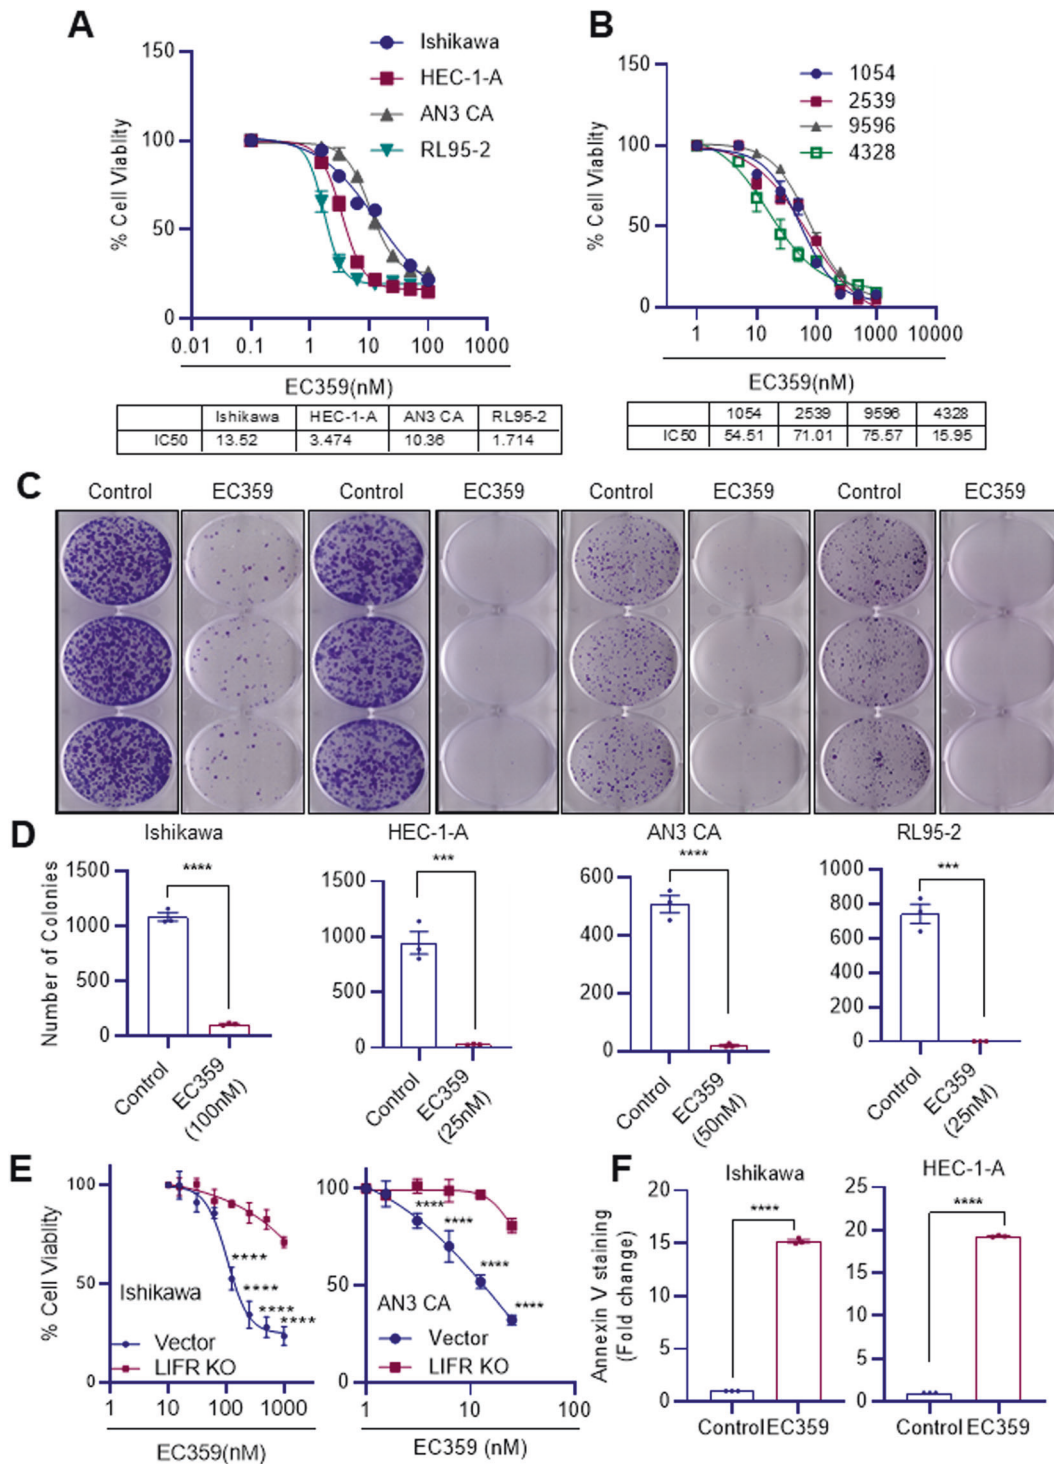 A
150
100
50
0
% Cell Viablity
0.01 0.1 1 10 100 1000
EC359(nM)
Ishikawa
HEC-1-A
AN3 CA
RL95-2
Ishikawa HEC-1-A AN3 CA RL95-2
IC50 13.52 3.474 10.36 1.714
B
150
100
50
0
% Cell Viablity
1 10 100 1000 10000
EC359(nM)
1054
2539
9596
4328
1054 2539 9596 4328
IC50 54.51 71.01 75.57 15.95
C
Control EC359 Control EC359 Control EC359 Control EC359
D
Ishikawa
Number of Colonies
1500
1000
500
0
****
Control
EC359
(100nM)
HEC-1-A
1500
1000
500
0
***
Control
EC359
(25nM)
AN3 CA
600
400
200
0
****
Control
EC359
(50nM)
RL95-2
1000
800
600
400
200
0
***
Control
EC359
(25nM)
E
% Cell Viablity
100
50
0
****
****
****
****
Ishikawa
Vector
LIFR KO
1 10 100 1000
EC359(nM)
100
50
0
****
****
****
****
AN3 CA
Vector
LIFR KO
1 10 100
EC359 (nM)
F
Annexin V staining
(Fold change)
Ishikawa
20
15
10
5
0
****
Control EC359
HEC-1-A
25
20
15
10
5
0
****
Control EC359